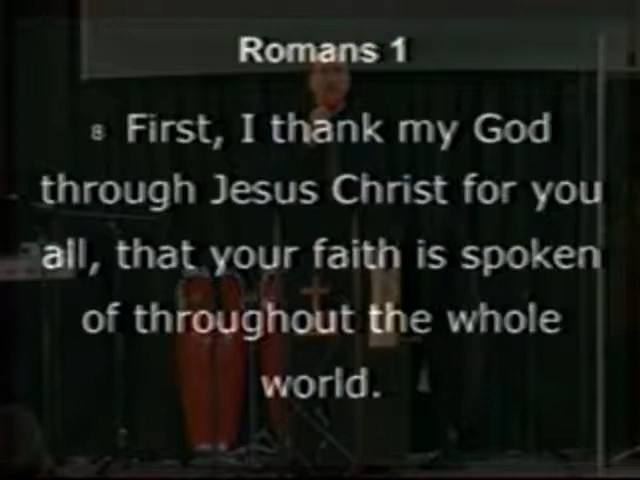 Romans 1
8 First, I thank my God
through Jesus Christ for you
all, that your faith is spoken
of throughout the whole
world.